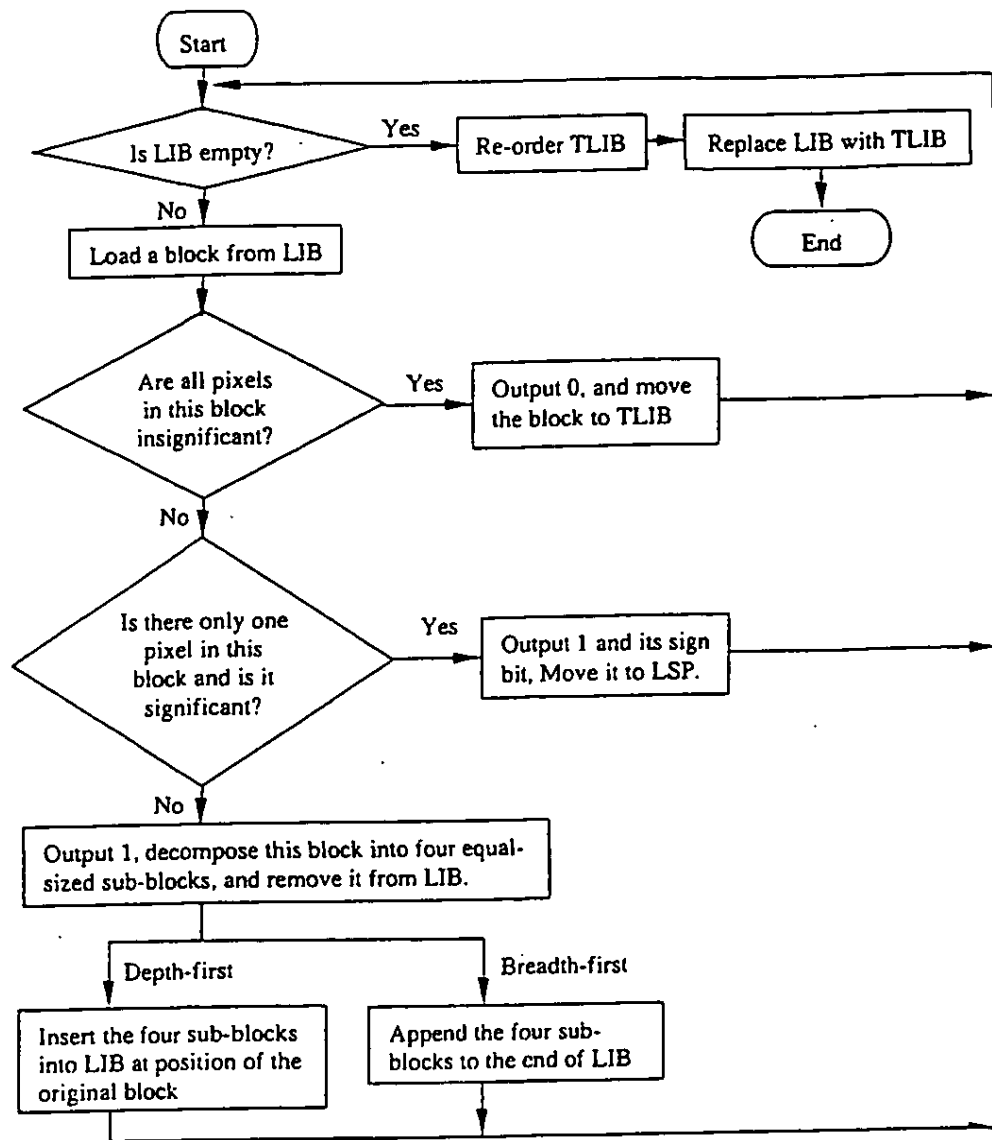 Start
Is LIB empty?
Yes
Re-order TLIB
Replace LIB with TLIB
No
End
Load a block from LIB
Are all pixels
in this block
insignificant?
Yes
Output 0, and move
the block to TLIB
No
Is there only one
pixel in this
block and is it
significant?
Yes
Output 1 and its sign
bit, Move it to LSP.
No
Output 1, decompose this block into four equal-
sized sub-blocks, and remove it from LIB.
Depth-first
Breadth-first
Insert the four sub-blocks
into LIB at position of the
original block
Append the four sub-
blocks to the end of LIB